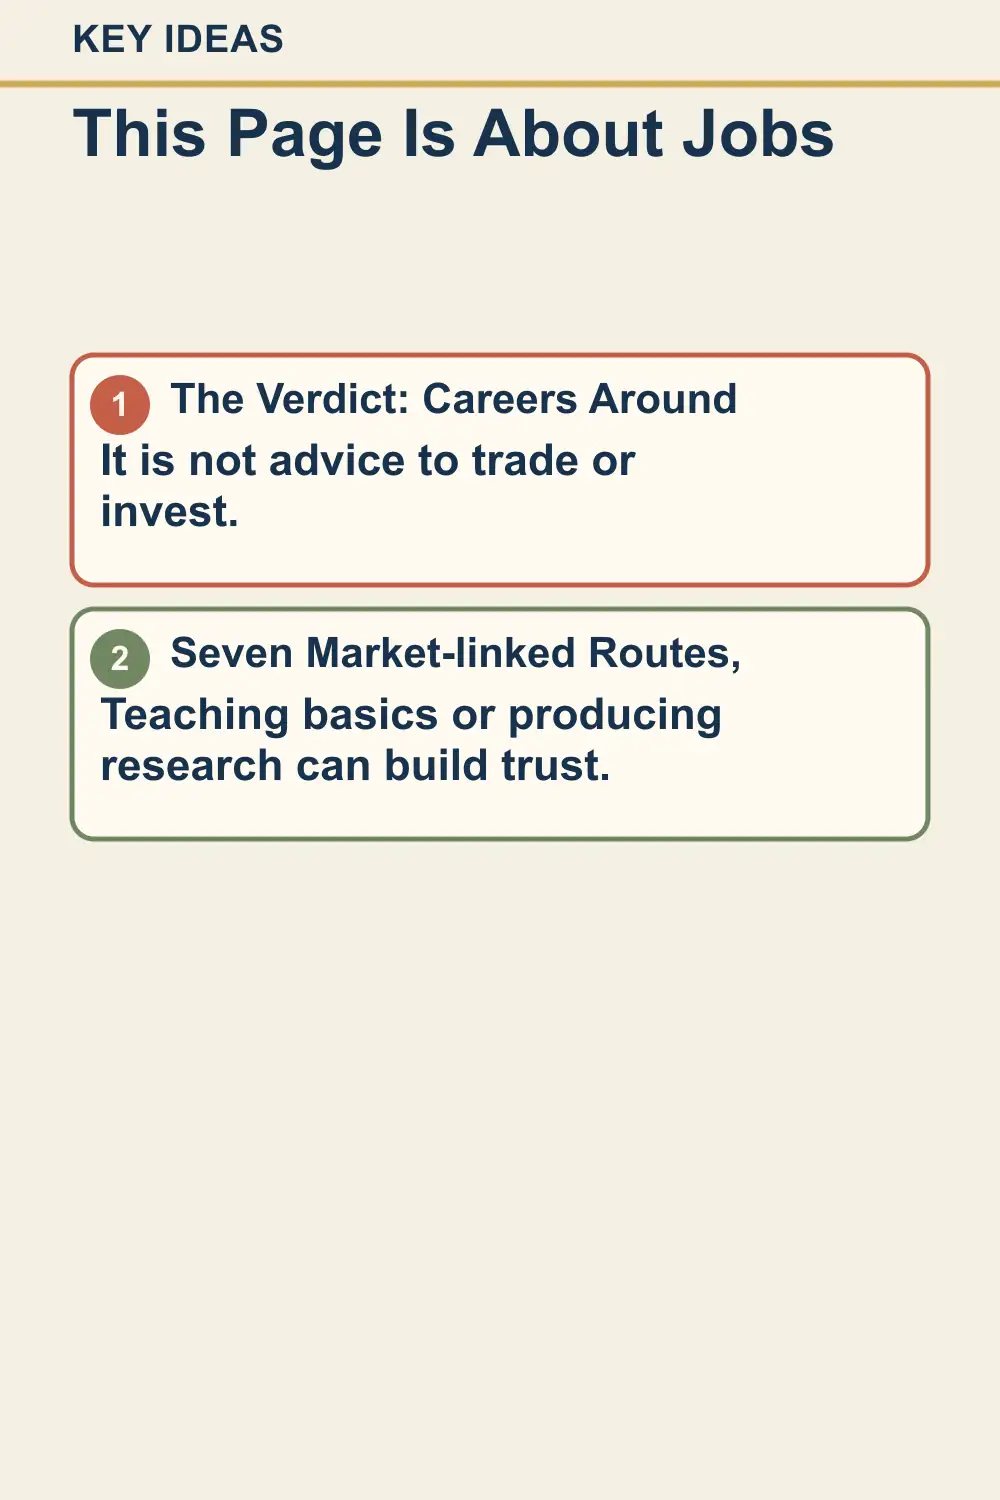 KEY IDEAS
This Page Is About Jobs
1 The Verdict: Careers Around
It is not advice to trade or
invest.
2 Seven Market-linked Routes,
Teaching basics or producing
research can build trust.